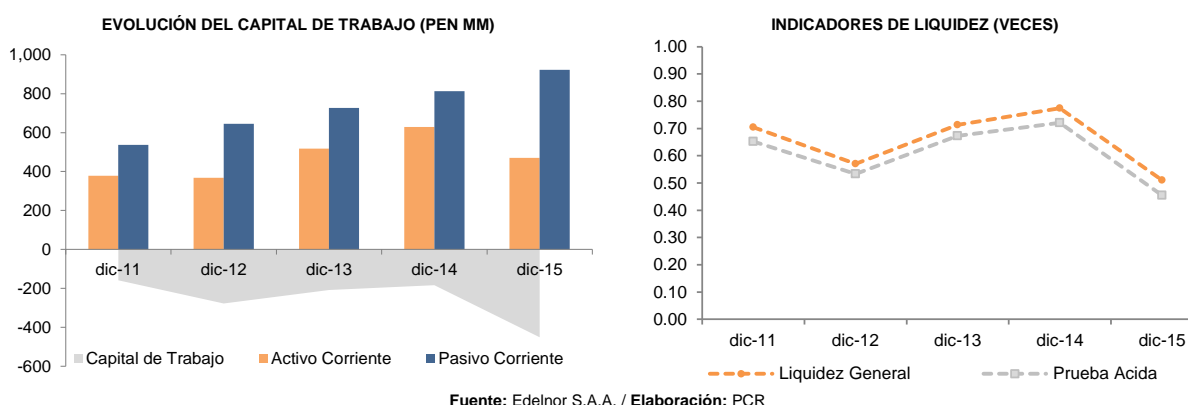 EVOLUCIÓN DEL CAPITAL DE TRABAJO (PEN MM)
1,000
800
600
400
200
0
-200
-400
-600
dic-11 dic-12 dic-13 dic-14 dic-15
Capital de Trabajo Activo Corriente Pasivo Corriente
INDICADORES DE LIQUIDEZ (VECES)
1.00
0.90
0.80
0.70
0.60
0.50
0.40
0.30
0.20
0.10
0.00
dic-11 dic-12 dic-13 dic-14 dic-15
Liquidez General Prueba Acida
Fuente: Edelnor S.A.A. / Elaboración: PCR